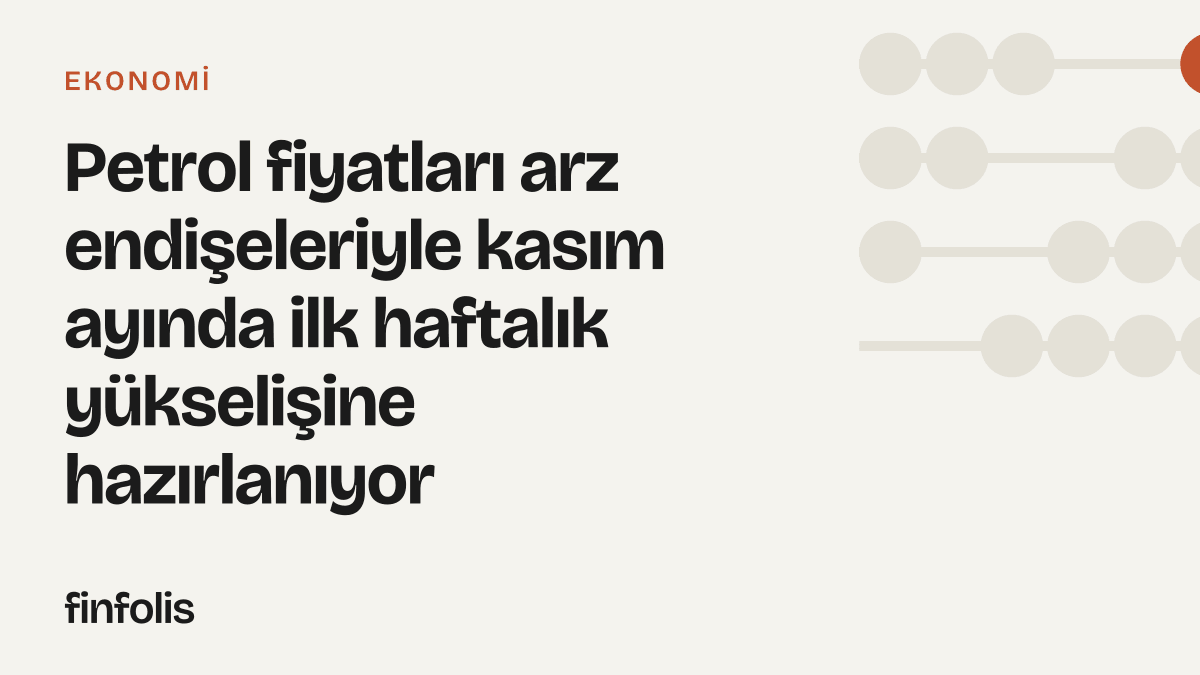 EKONOMİ
Petrol fiyatları arz
endişeleriyle kasım
ayında ilk haftalık
yükselişine
hazırlanıyor
finfolis